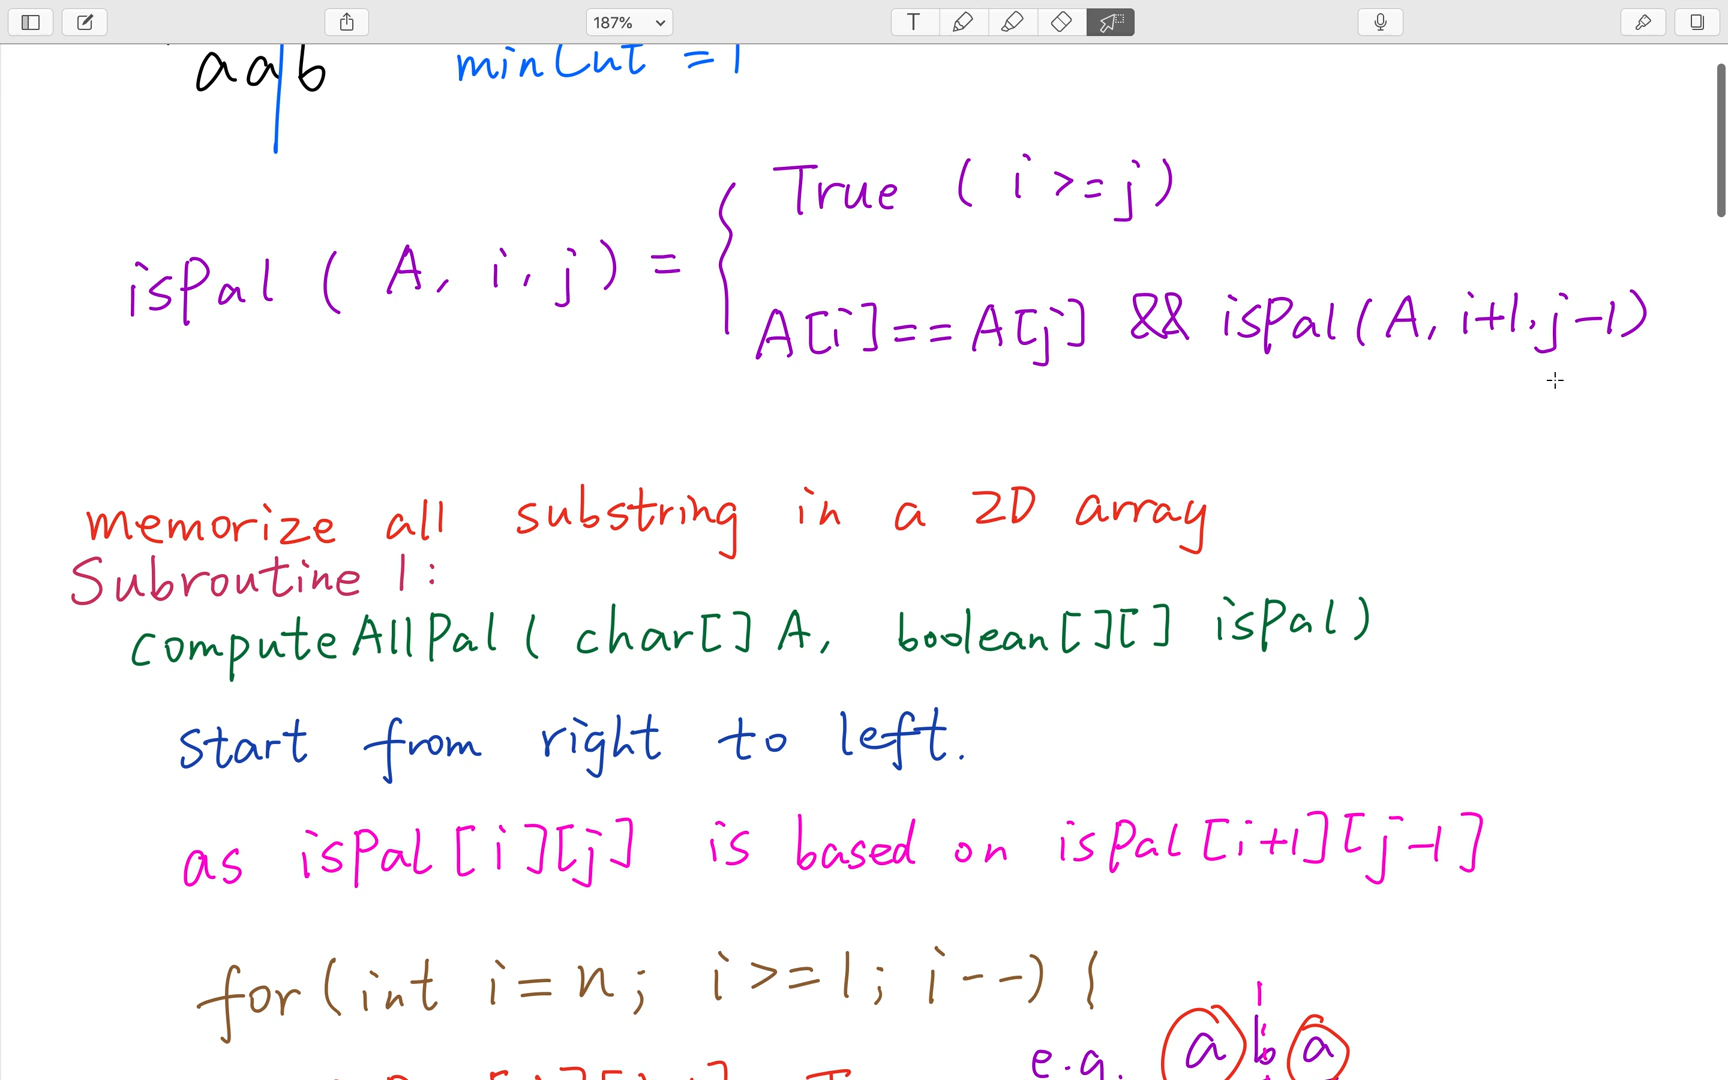 187%
T
aa|b minCut = 1
isPal ( A, i, j ) = { True ( i >= j )
A[i] == A[j] && isPal ( A, i+1, j-1 )
memorize all substring in a 2D array
Subroutine 1 :
computeAllPal ( char[] A, boolean[][] isPal )
start from right to left.
as isPal[i][j] is based on isPal[i+1][j-1]
for ( int i = n; i >= 1; i-- ) {
e.g. a b a